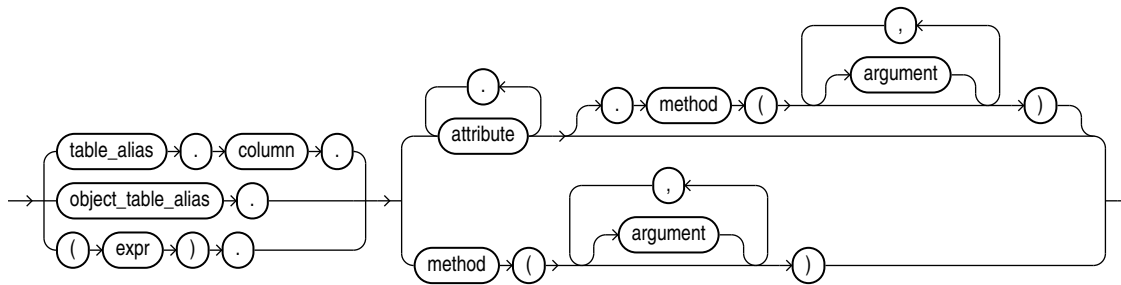 ,
argument
.
. method ( )
attribute
table_alias . column .
object_table_alias .
( expr ) .
,
argument
method ( )